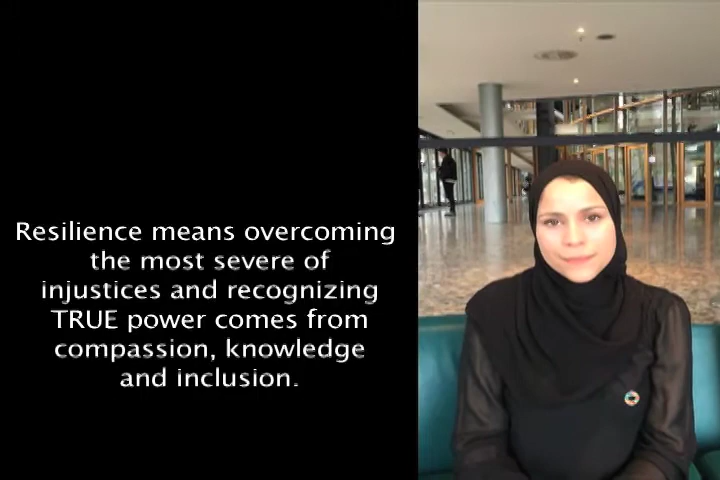 Resilience means overcoming
the most severe of
injustices and recognizing
TRUE power comes from
compassion, knowledge
and inclusion.